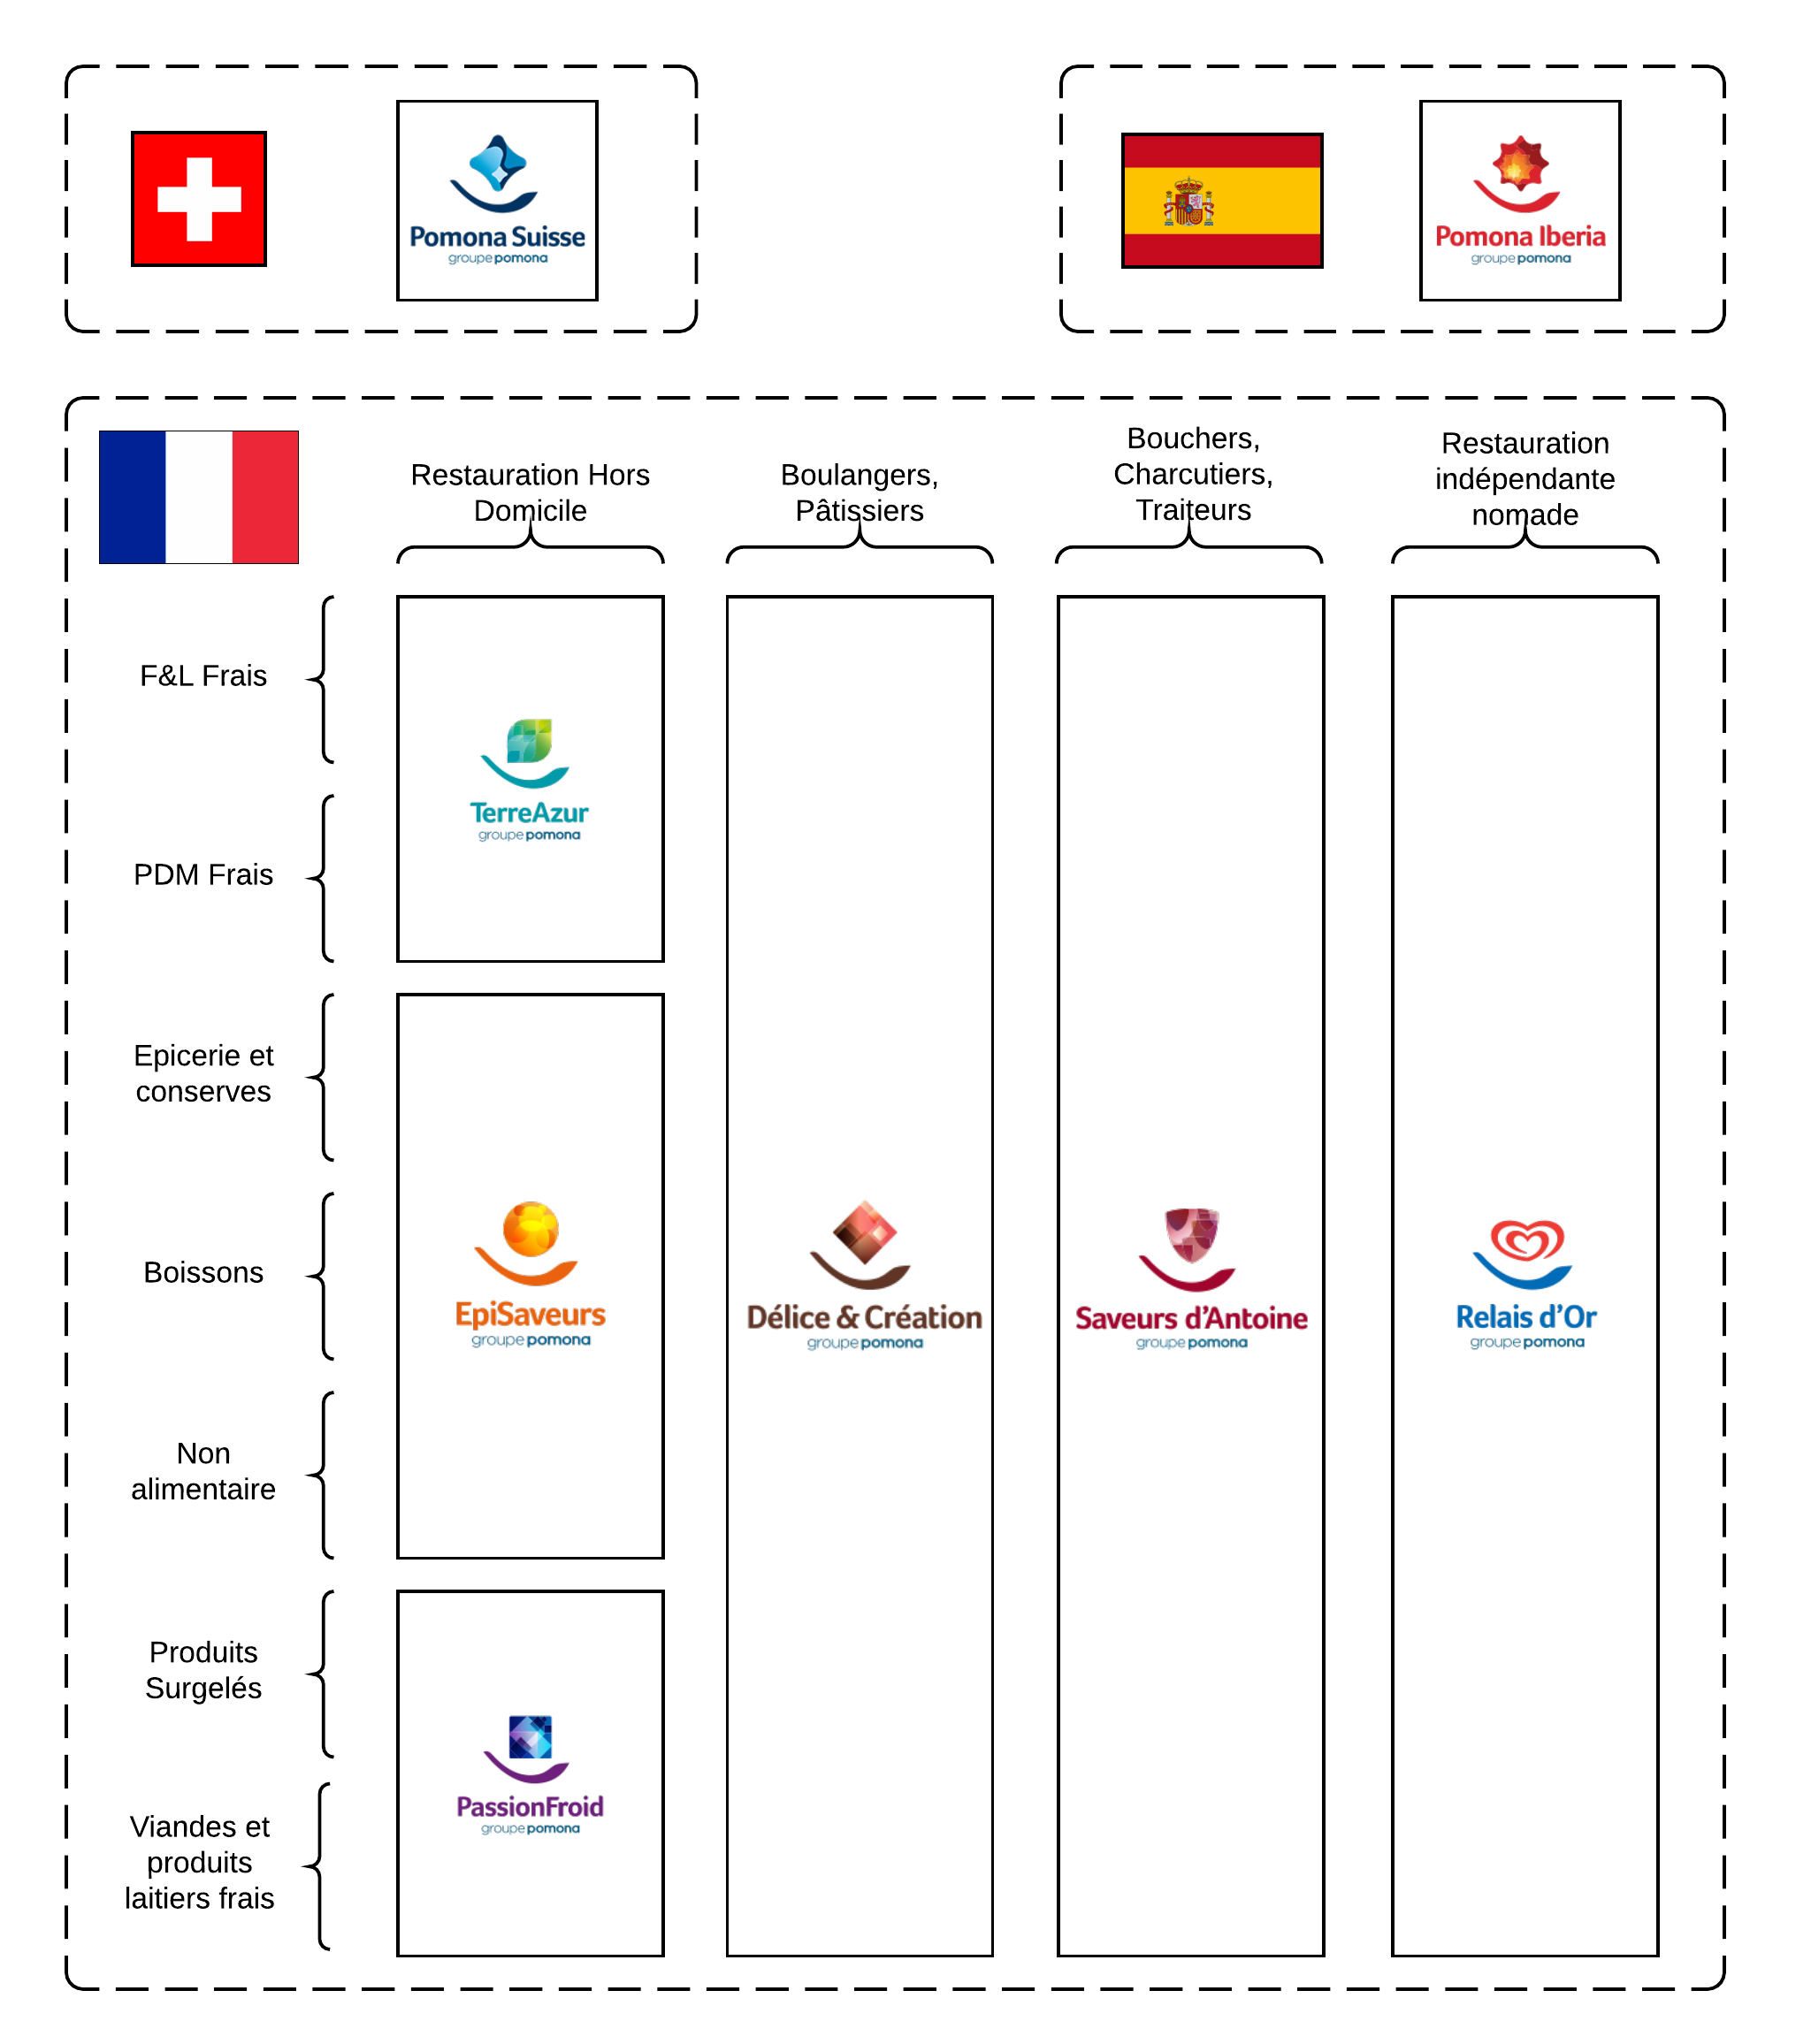 Pomona Suisse
groupe pomona
Pomona Iberia
groupe pomona
Restauration Hors
Domicile
Boulangers,
Pâtissiers
Bouchers,
Charcutiers,
Traiteurs
Restauration
indépendante
nomade
F&L Frais
TerreAzur
groupe pomona
PDM Frais
Epicerie et
conserves
Boissons
EpiSaveurs
groupe pomona
Délice & Création
groupe pomona
Saveurs d'Antoine
groupe pomona
Relais d'Or
groupe pomona
Non
alimentaire
Produits
Surgelés
PassionFroid
groupe pomona
Viandes et
produits
laitiers frais